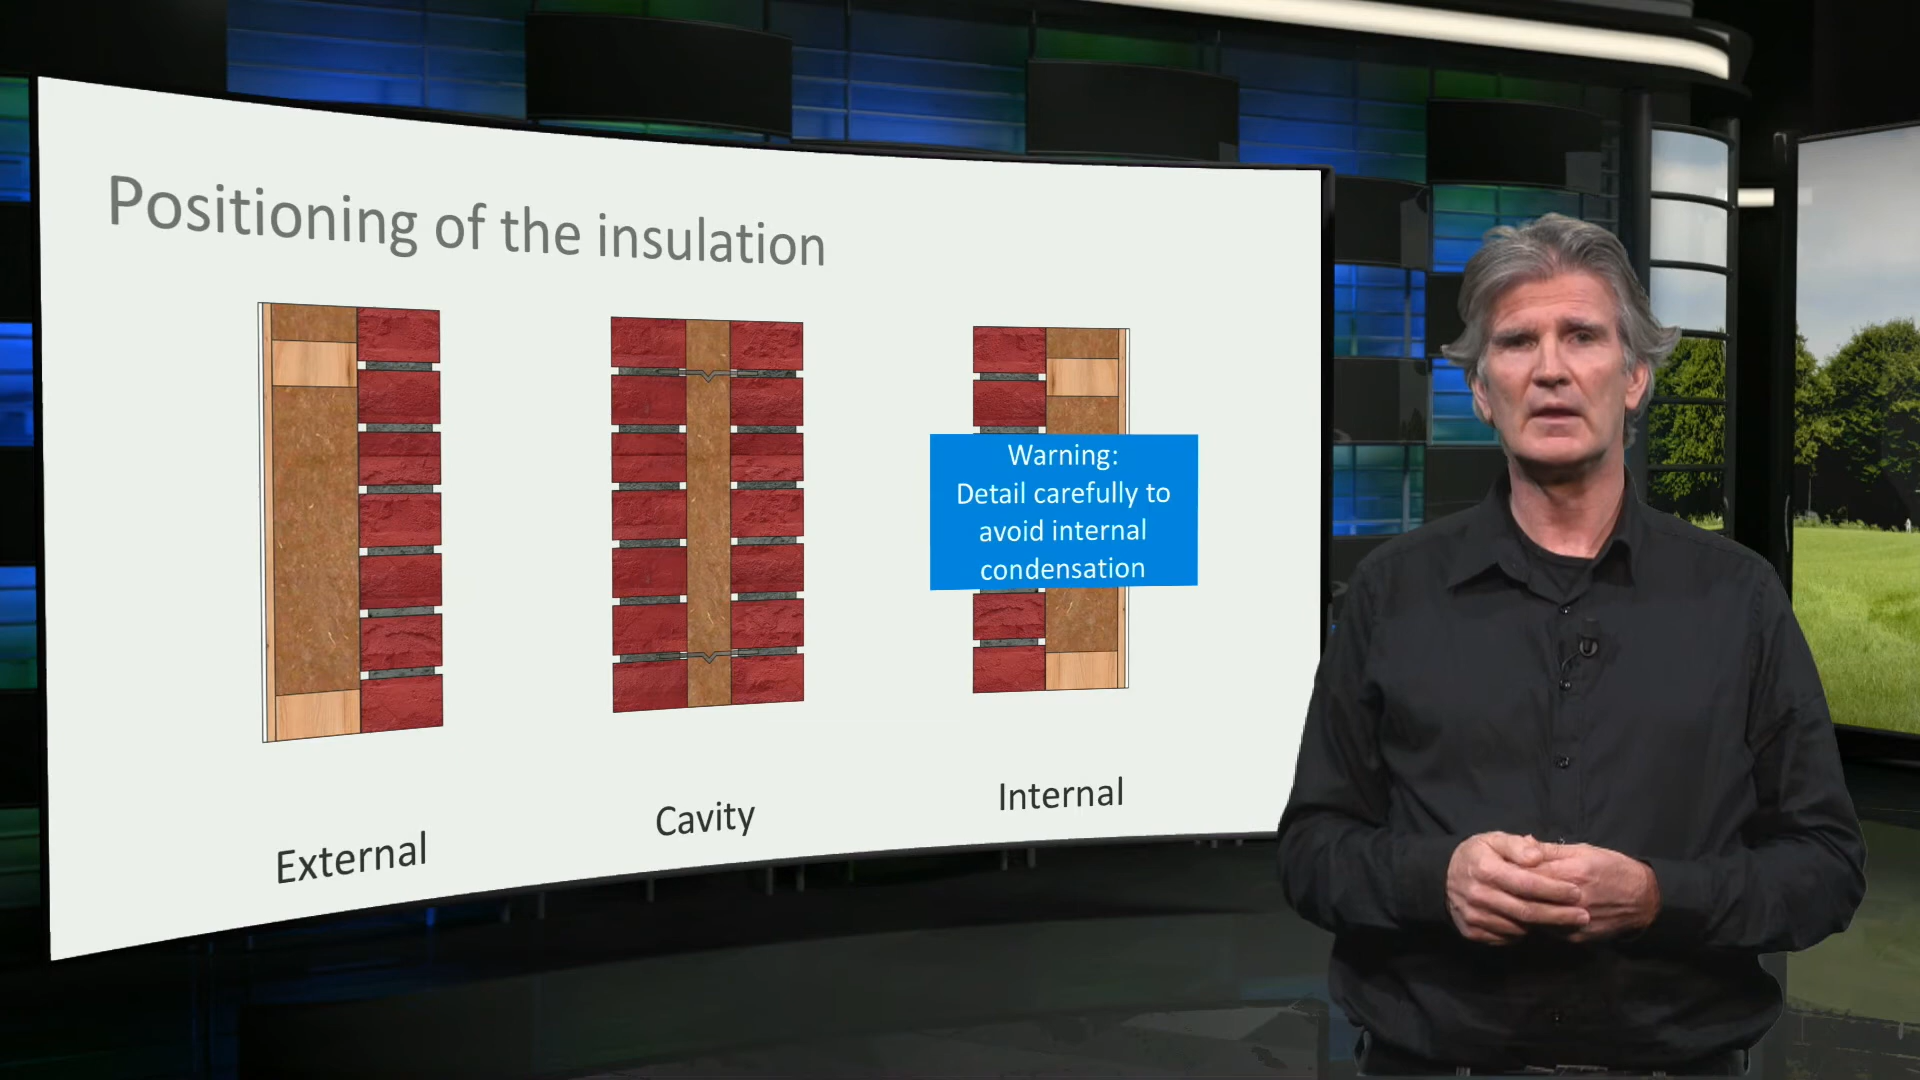 Positioning of the insulation
Warning:
Detail carefully to
avoid internal
condensation
External
Cavity
Internal